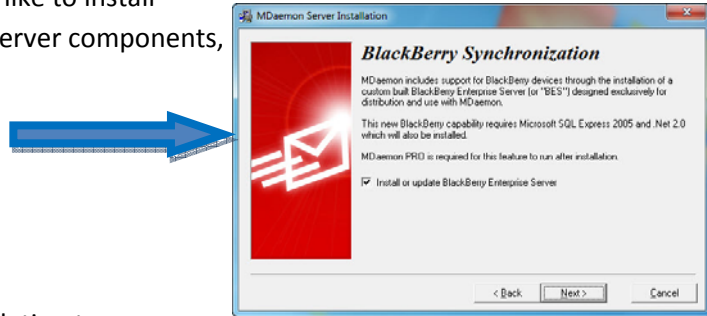 like to install
erver components,
MDaemon Server Installation
BlackBerry Synchronization
MDaemon includes support for BlackBerry devices through the installation of a
custom built BlackBerry Enterprise Server (or "BES") designed exclusively for
distribution and use with MDaemon.
This new BlackBerry capability requires Microsoft SQL Express 2005 and .Net 2.0
which will also be installed.
MDaemon PRO is required for this feature to run after installation.
Install or update BlackBerry Enterprise Server
< Back
Next >
Cancel